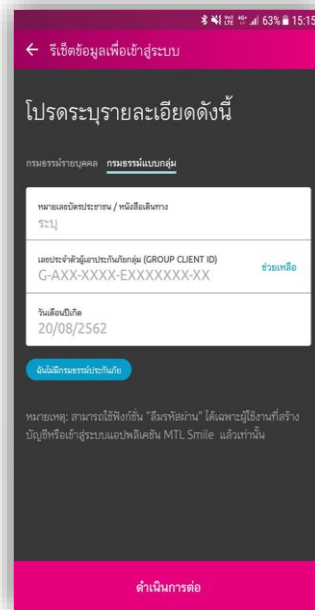 63% 15:15
รีเซ็ตข้อมูลเพื่อเข้าสู่ระบบ
โปรดระบุรายละเอียดดังนี้
กรมธรรม์รายบุคคล กรมธรรม์แบบกลุ่ม
หมายเลขบัตรประชาชน / หนังสือเดินทาง
ระบุ
เลขประจำตัวผู้เอาประกันภัยกลุ่ม (GROUP CLIENT ID)
G-AXX-XXXX-EXXXXXXX-XX ช่วยเหลือ
วันเดือนปีเกิด
20/08/2562
ฉันไม่มีกรมธรรม์ประกันภัย
หมายเหตุ: สามารถใช้ฟังก์ชั่น "ลืมรหัสผ่าน" ได้เฉพาะผู้ใช้งานที่สร้าง
บัญชีหรือเข้าสู่ระบบแอปพลิเคชัน MTL Smile แล้วเท่านั้น
ดำเนินการต่อ